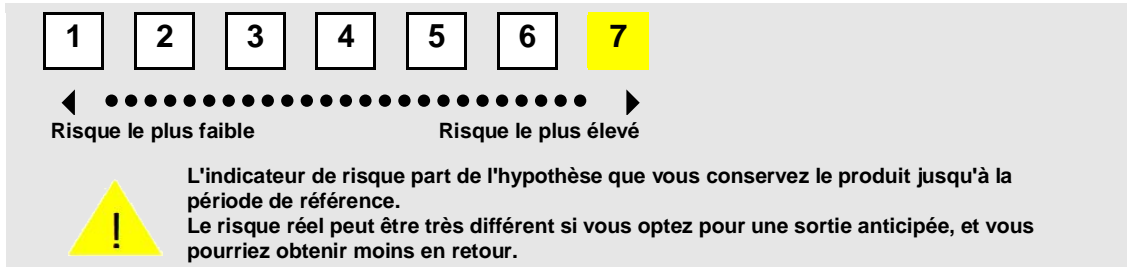 1 2 3 4 5 6 7
Risque le plus faible Risque le plus élevé
L'indicateur de risque part de l'hypothèse que vous conservez le produit jusqu'à la
période de référence.
Le risque réel peut être très différent si vous optez pour une sortie anticipée, et vous
pourriez obtenir moins en retour.
!